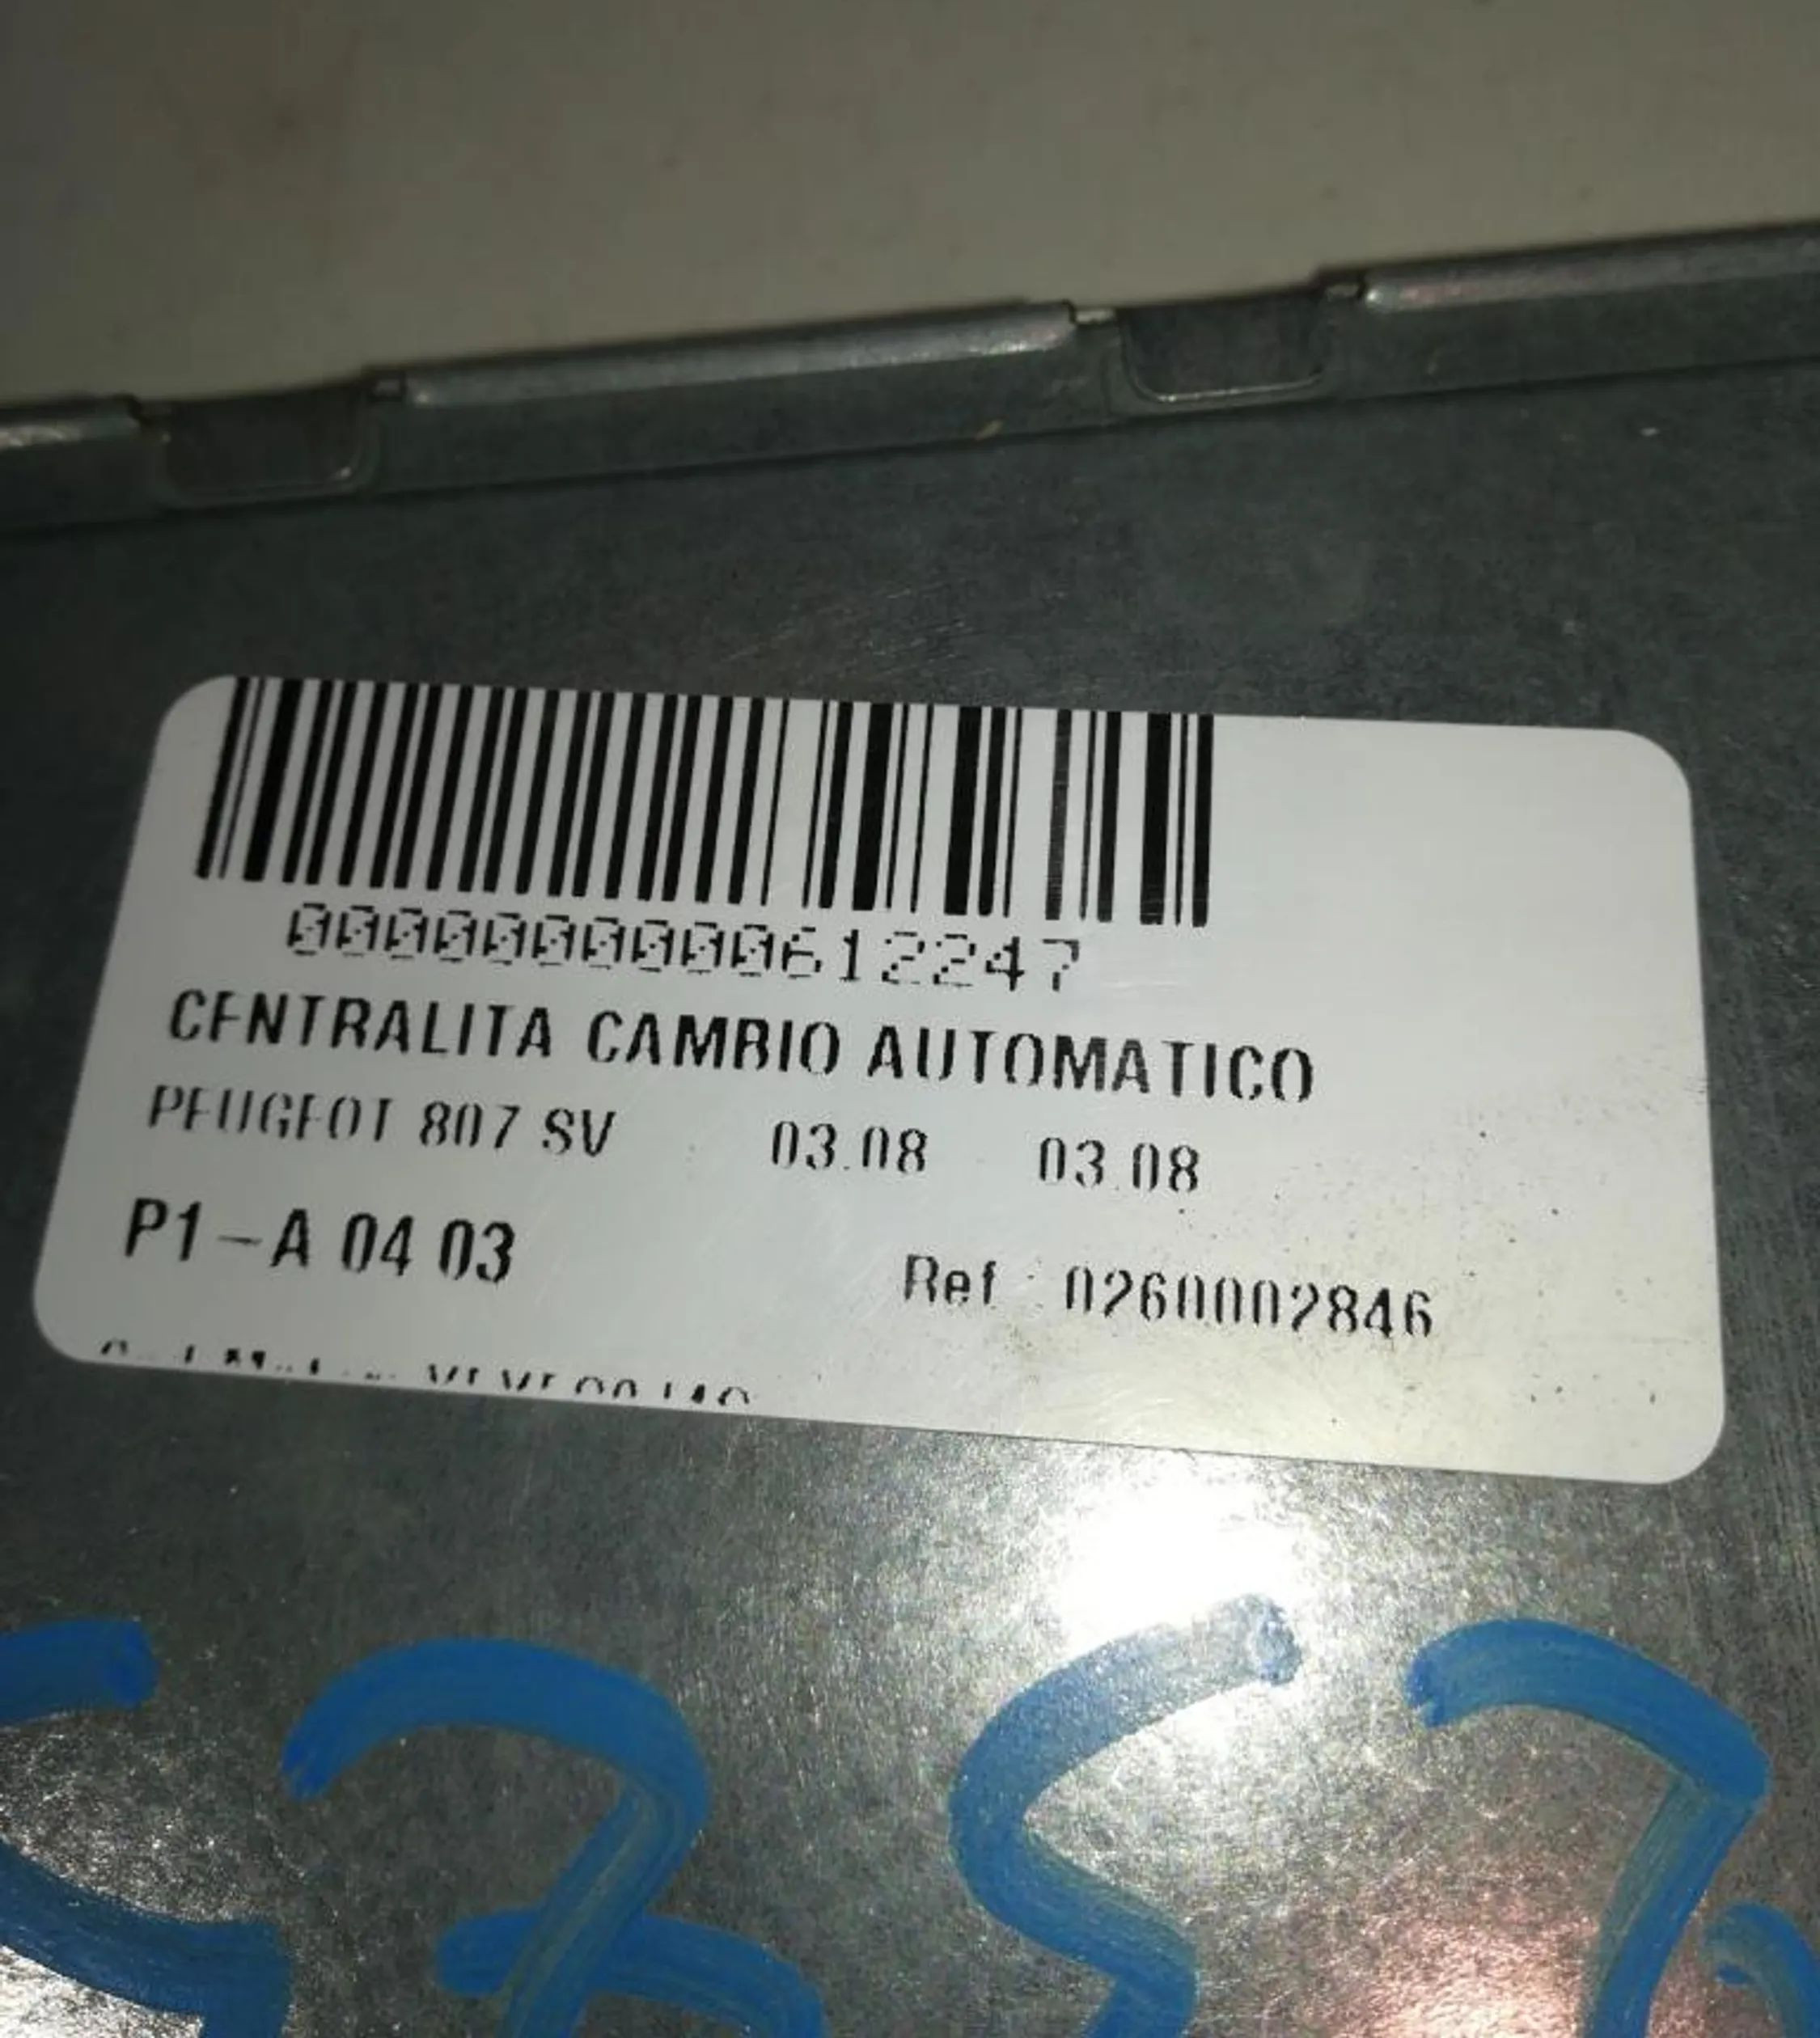 0000000000612247
CENTRALITA CAMBIO AUTOMATICO
PEUGEOT 807 SV 03.08 03.08
P1-A 04 03
Ref : 0260002846